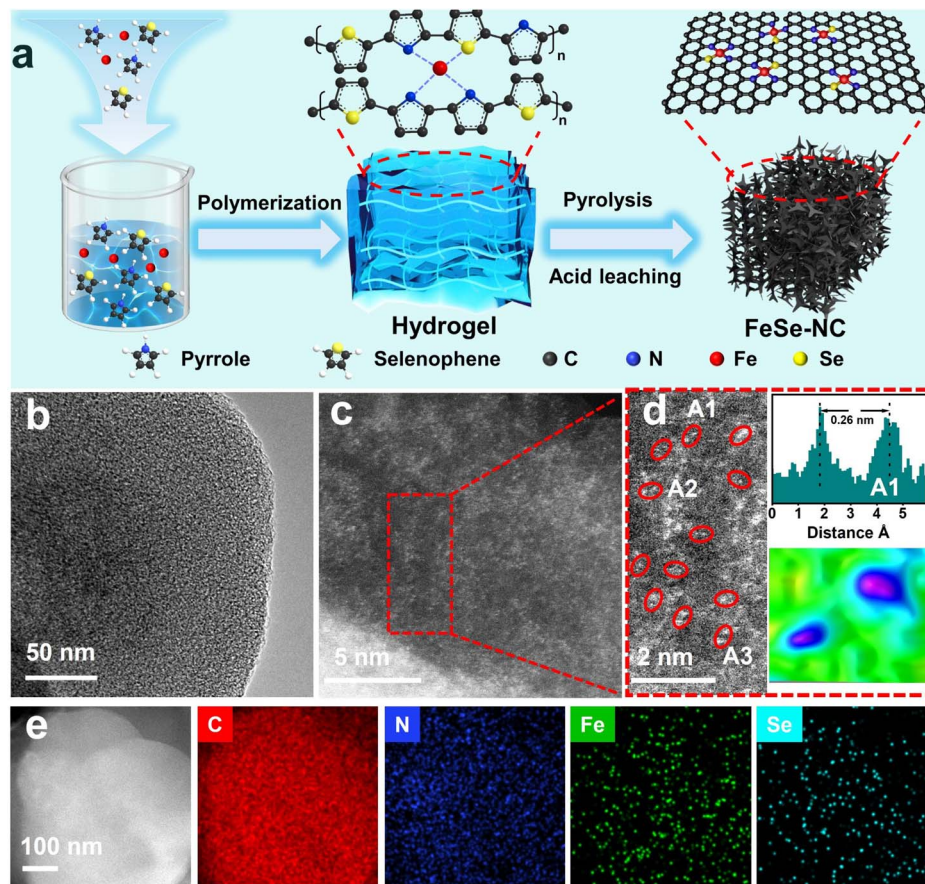 a
n
n
Polymerization
Pyrolysis
Acid leaching
Hydrogel
FeSe-NC
Pyrrole
Selenophene
C
N
Fe
Se
b
50 nm
c
5 nm
d
A1
A2
A3
2 nm
0.26 nm
A1
0 1 2 3 4 5
Distance Å
e
100 nm
C
N
Fe
Se